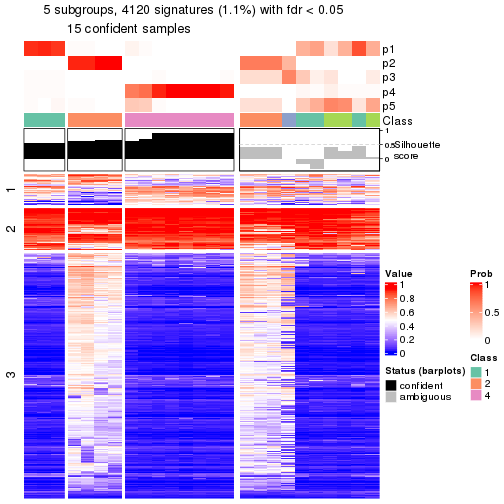 5 subgroups, 4120 signatures (1.1%) with fdr < 0.05
15 confident samples
p1
p2
p3
p4
p5
Class
1
0.5
0
Silhouette
score
1
2
3
Value
1
0.8
0.6
0.4
0.2
0
Prob
1
0.5
0
Status (barplots)
confident
ambiguous
Class
1
2
4